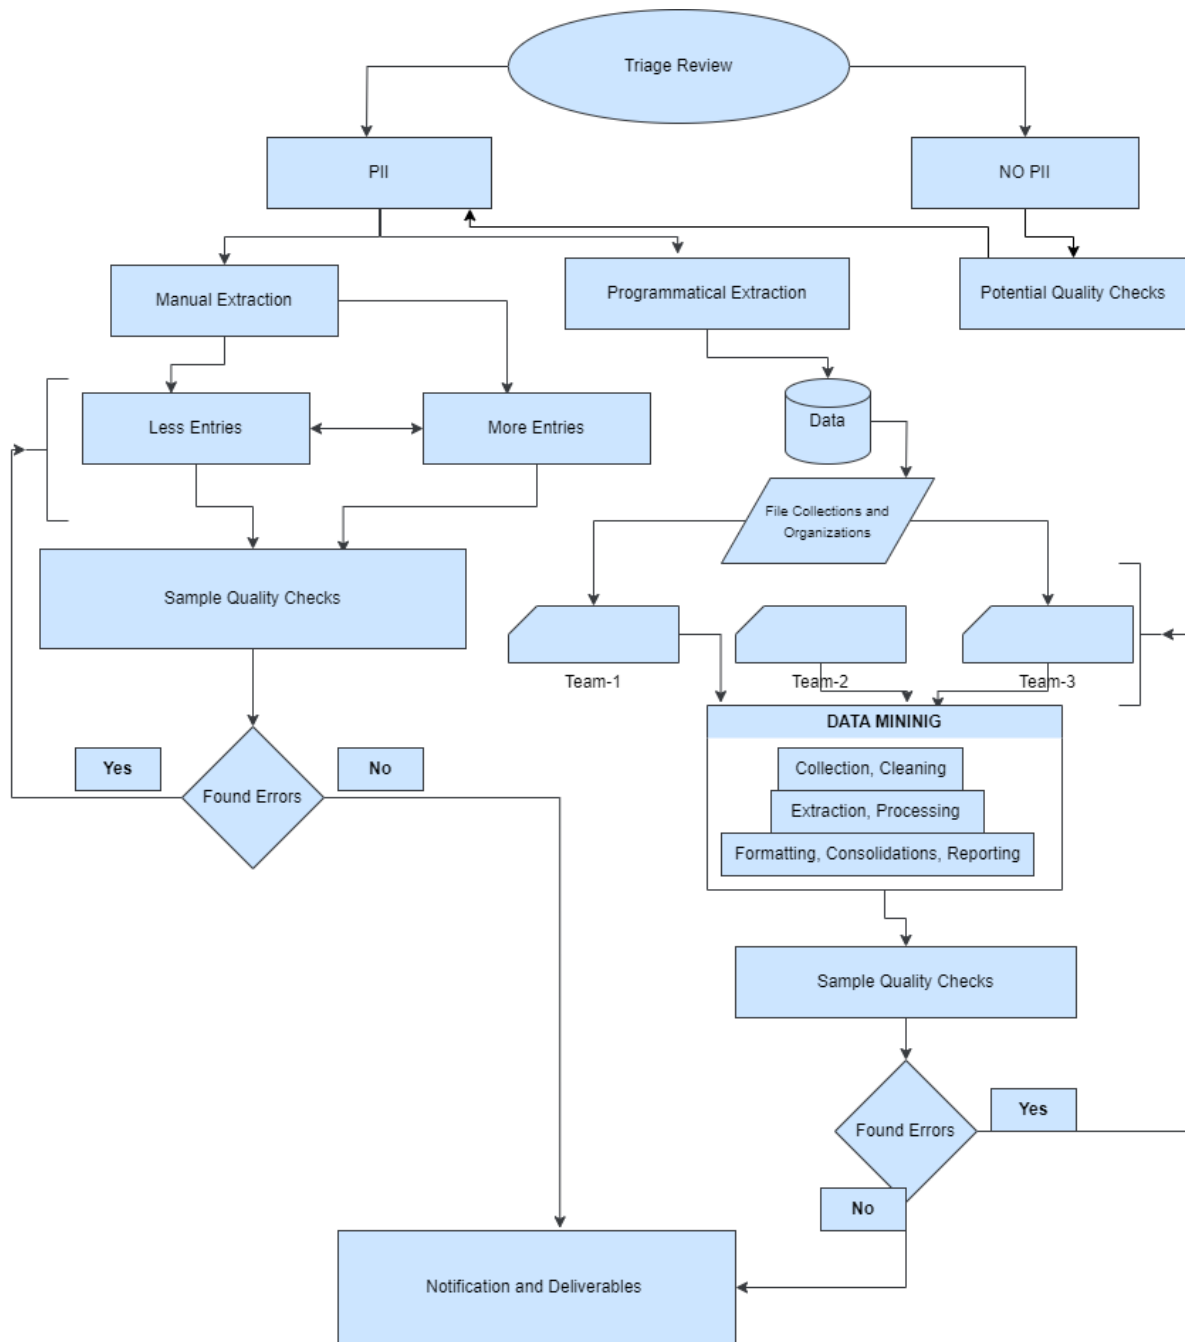 Triage Review
PII
NO PII
Manual Extraction
Programmatical Extraction
Potential Quality Checks
Less Entries
More Entries
Data
File Collections and
Organizations
Sample Quality Checks
Team-1
Team-2
Team-3
DATA MININIG
Yes
No
Collection, Cleaning
Found Errors
Extraction, Processing
Formatting, Consolidations, Reporting
Sample Quality Checks
Yes
Found Errors
No
Notification and Deliverables